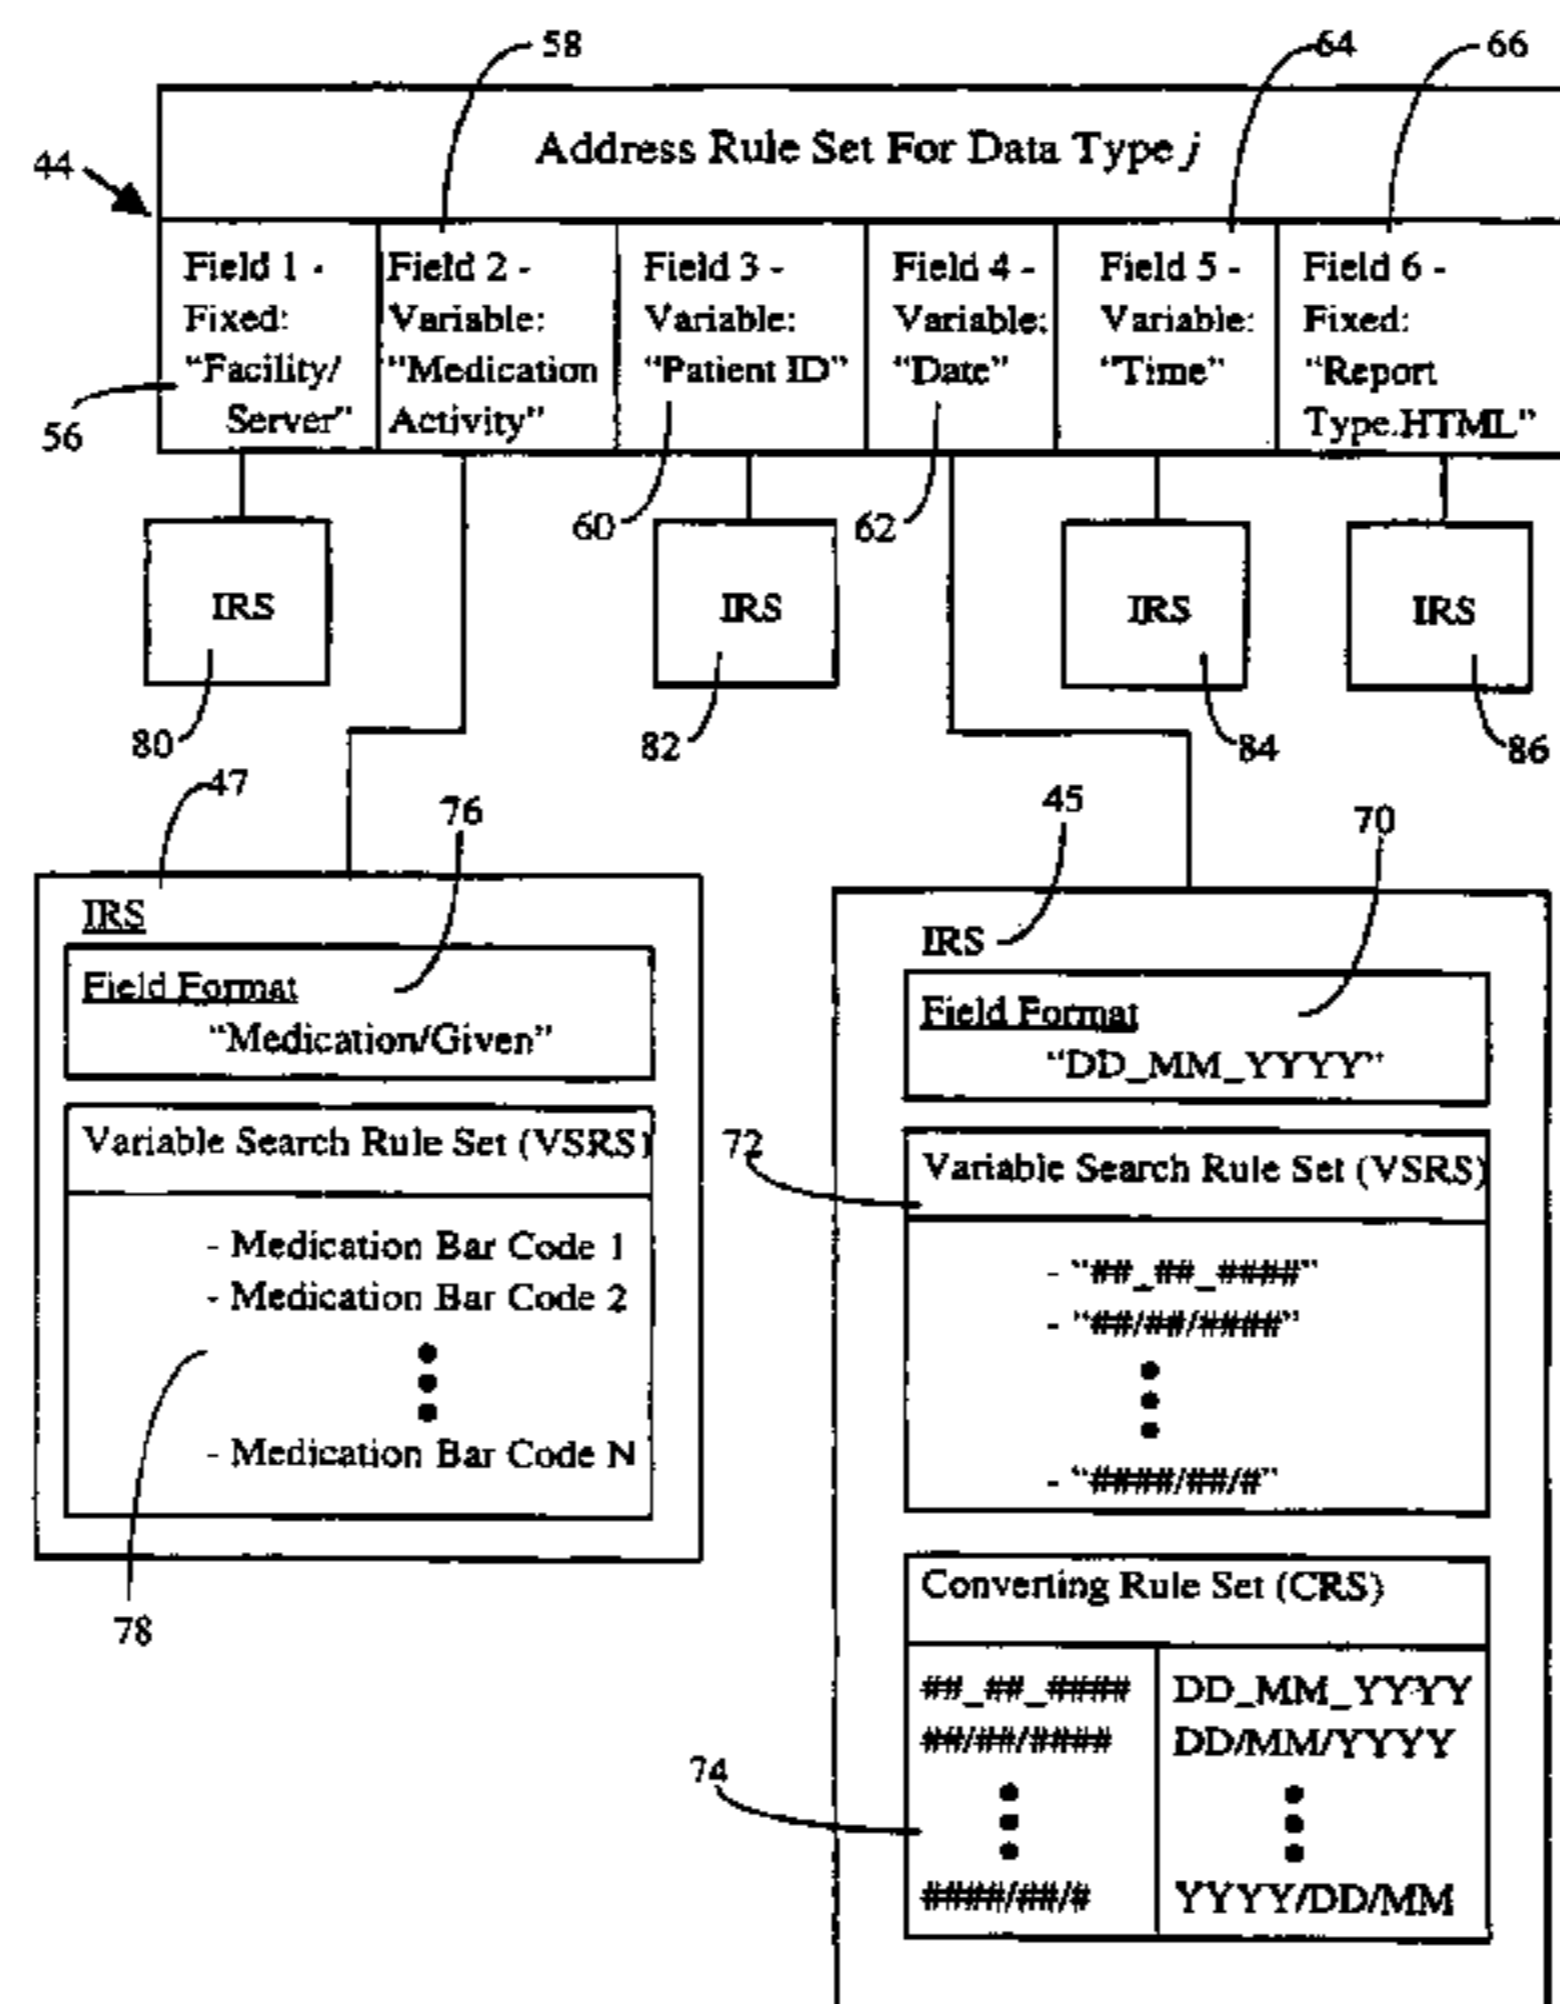 58
64
66
Address Rule Set For Data Type j
44
Field 1 -
Fixed:
“Facility/
Server”
Field 2 -
Variable:
“Medication
Activity”
Field 3 -
Variable:
“Patient ID”
Field 4 -
Variable:
“Date”
Field 5 -
Variable:
“Time”
Field 6 -
Fixed:
“Report
Type.HTML”
56
60
62
IRS
IRS
IRS
IRS
80
82
84
86
47
76
IRS
Field Format
“Medication/Given”
Variable Search Rule Set (VSRS)
- Medication Bar Code 1
- Medication Bar Code 2
- Medication Bar Code N
78
45
70
IRS
Field Format
“DD_MM_YYYY”
72
Variable Search Rule Set (VSRS)
- “##_##_####”
- “##/##/####”
- “####/##/#”
Converting Rule Set (CRS)
##_##_#### DD_MM_YYYY
##/##/#### DD/MM/YYYY
74
####/##/# YYYY/DD/MM